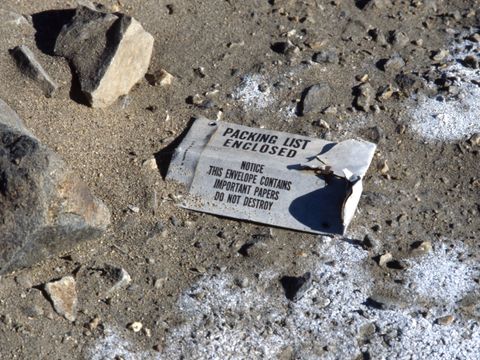 PACKING LIST
ENCLOSED
NOTICE
THIS ENVELOPE CONTAINS
IMPORTANT PAPERS
DO NOT DESTROY